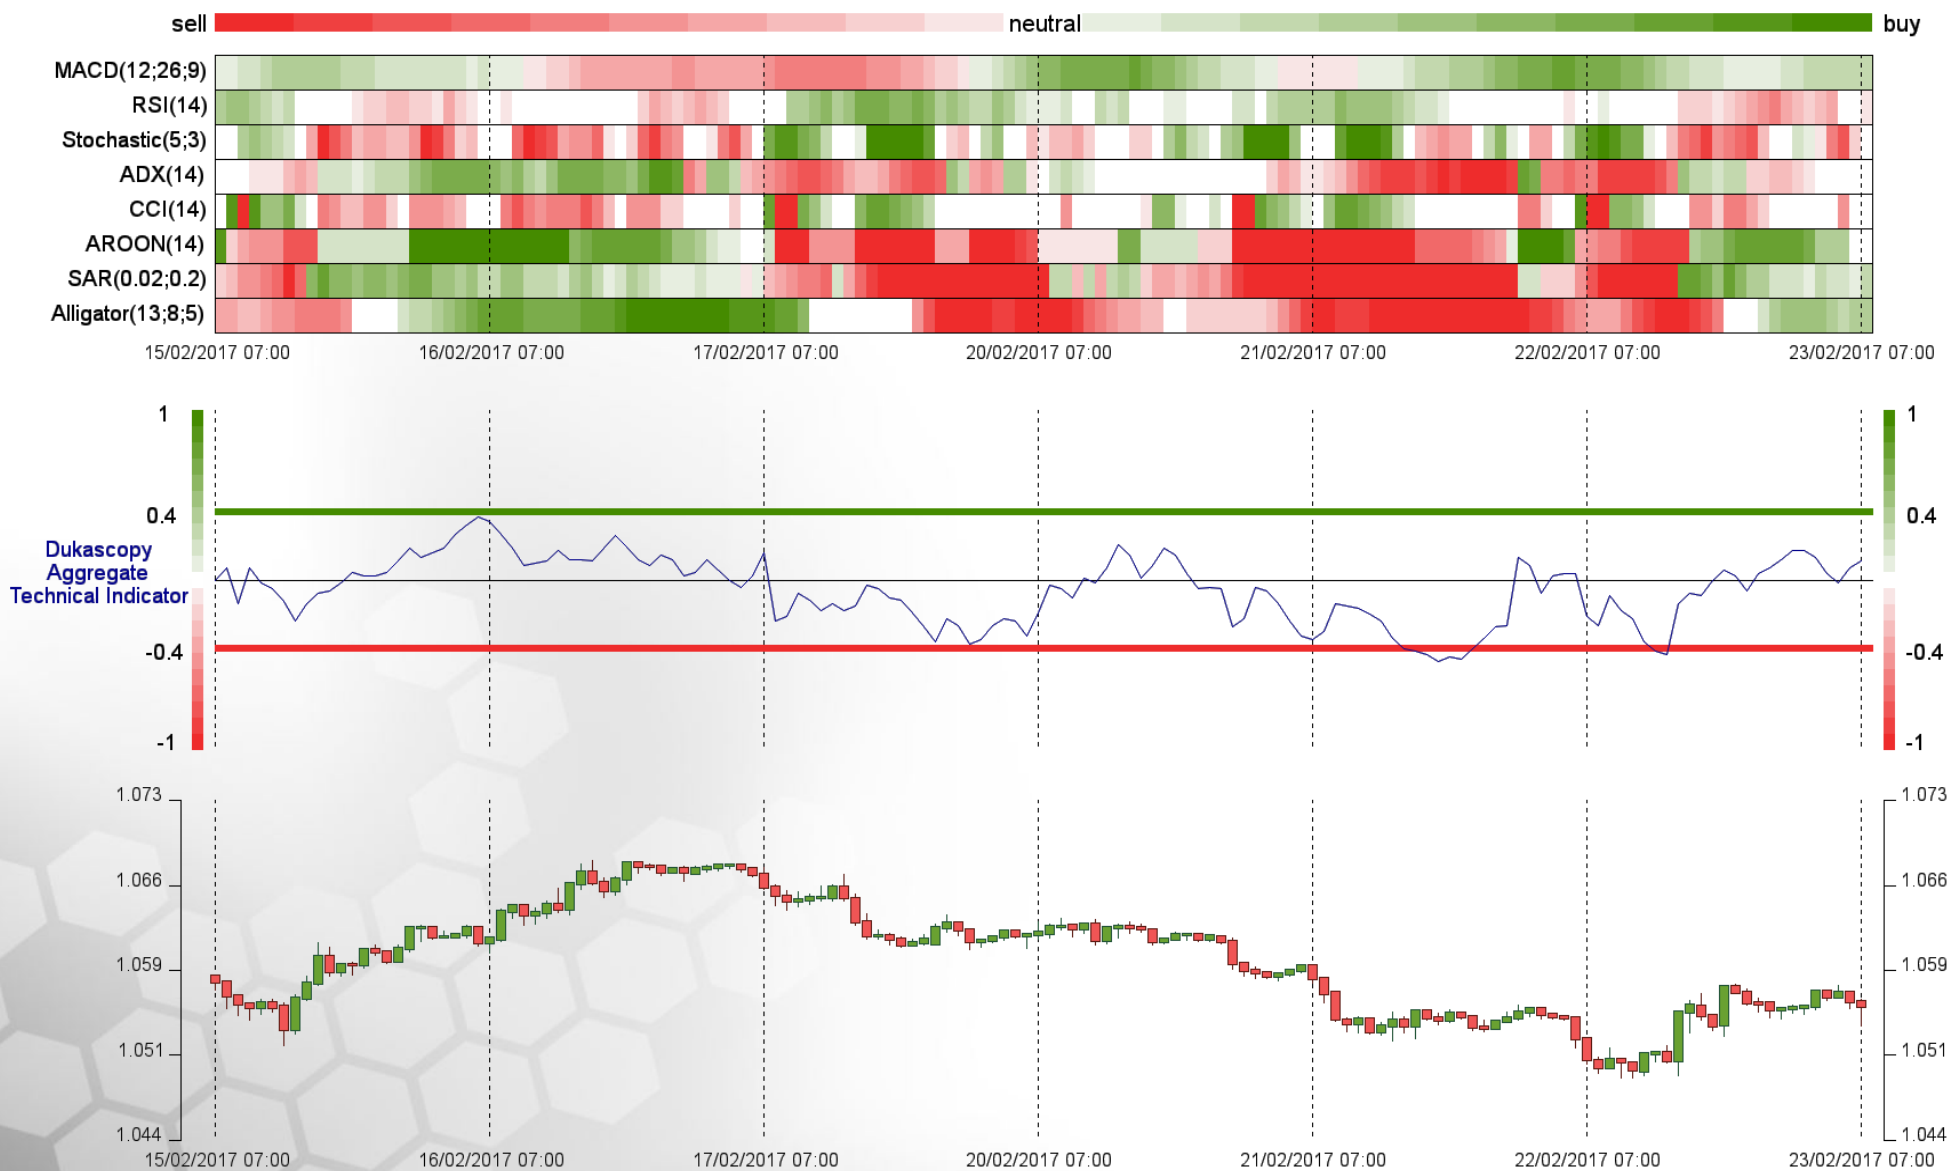 sell neutral buy
MACD(12;26;9)
RSI(14)
Stochastic(5;3)
ADX(14)
CCI(14)
AROON(14)
SAR(0.02;0.2)
Alligator(13;8;5)
15/02/2017 07:00 16/02/2017 07:00 17/02/2017 07:00 20/02/2017 07:00 21/02/2017 07:00 22/02/2017 07:00 23/02/2017 07:00
1 1
0.4 0.4
Dukascopy
Aggregate
Technical Indicator
-0.4 -0.4
-1 -1
1.073 1.073
1.066 1.066
1.059 1.059
1.051 1.051
1.044 1.044
15/02/2017 07:00 16/02/2017 07:00 17/02/2017 07:00 20/02/2017 07:00 21/02/2017 07:00 22/02/2017 07:00 23/02/2017 07:00